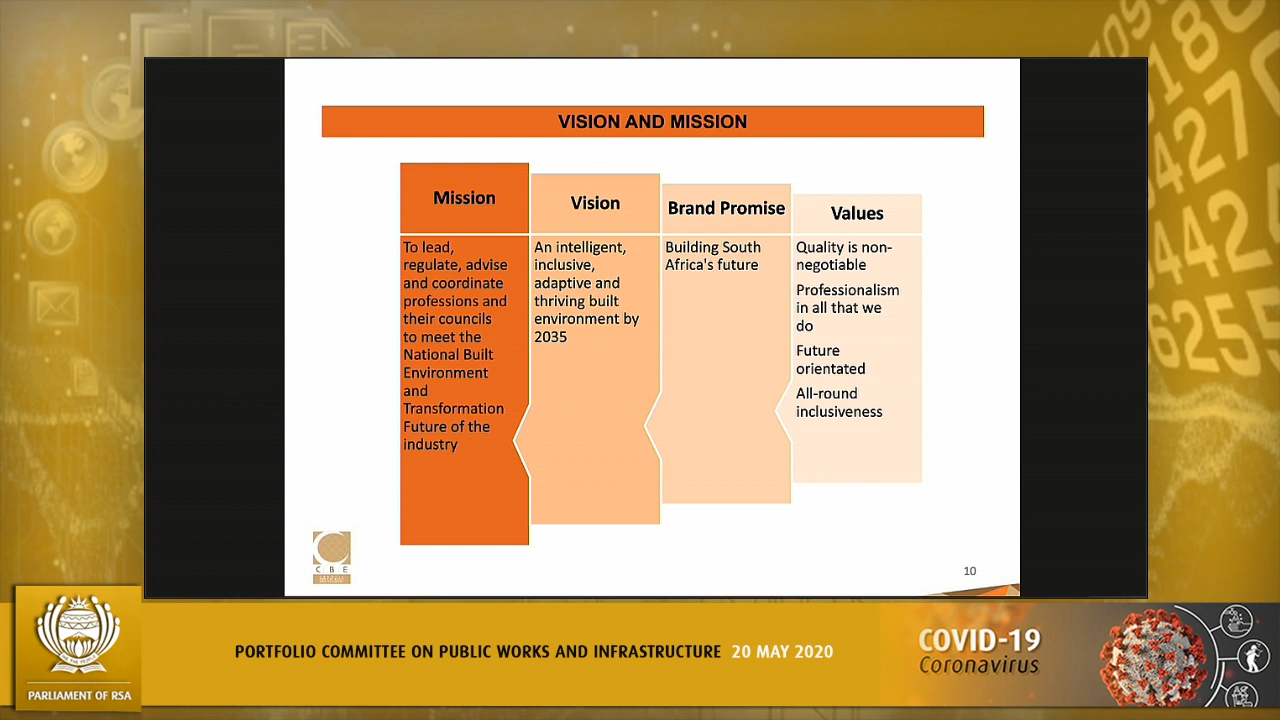 VISION AND MISSION
Mission
To lead,
regulate, advise
and coordinate
professions and
their councils
to meet the
National Built
Environment
and
Transformation
Future of the
industry
Vision
An intelligent,
inclusive,
adaptive and
thriving built
environment by
2035
Brand Promise
Building South
Africa's future
Values
Quality is non-
negotiable
Professionalism
in all that we
do
Future
orientated
All-round
inclusiveness
C B E
10
PARLIAMENT OF RSA
PORTFOLIO COMMITTEE ON PUBLIC WORKS AND INFRASTRUCTURE 20 MAY 2020
COVID-19
Coronavirus